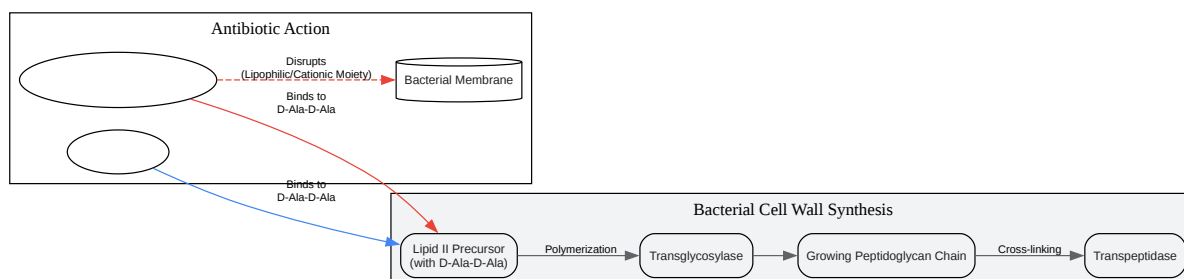 Antibiotic Action
Disrupts
(Lipophilic/Cationic Moiety)
Bacterial Membrane
Binds to
D-Ala-D-Ala
Binds to
D-Ala-D-Ala
Bacterial Cell Wall Synthesis
Lipid II Precursor
(with D-Ala-D-Ala)
Polymerization
Transglycosylase
Growing Peptidoglycan Chain
Cross-linking
Transpeptidase